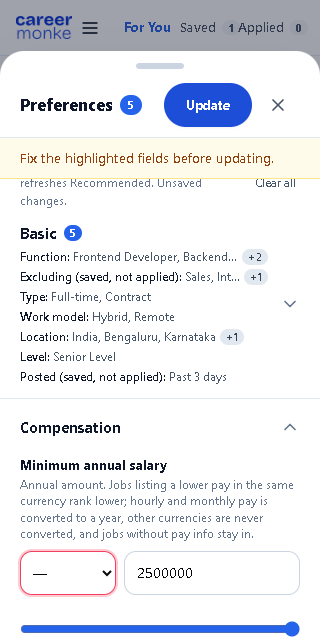 career
monke
For You Saved 1 Applied 0
Preferences 5 Update
Fix the highlighted fields before updating.
refreshes Recommended. Unsaved Clear all
changes.
Basic 5
Function: Frontend Developer, Backend... +2
Excluding (saved, not applied): Sales, Int... +1
Type: Full-time, Contract
Work model: Hybrid, Remote
Location: India, Bengaluru, Karnataka +1
Level: Senior Level
Posted (saved, not applied): Past 3 days
Compensation
Minimum annual salary
Annual amount. Jobs listing a lower pay in the same
currency rank lower; hourly and monthly pay is
converted to a year, other currencies are never
converted, and jobs without pay info stay in.
— 2500000